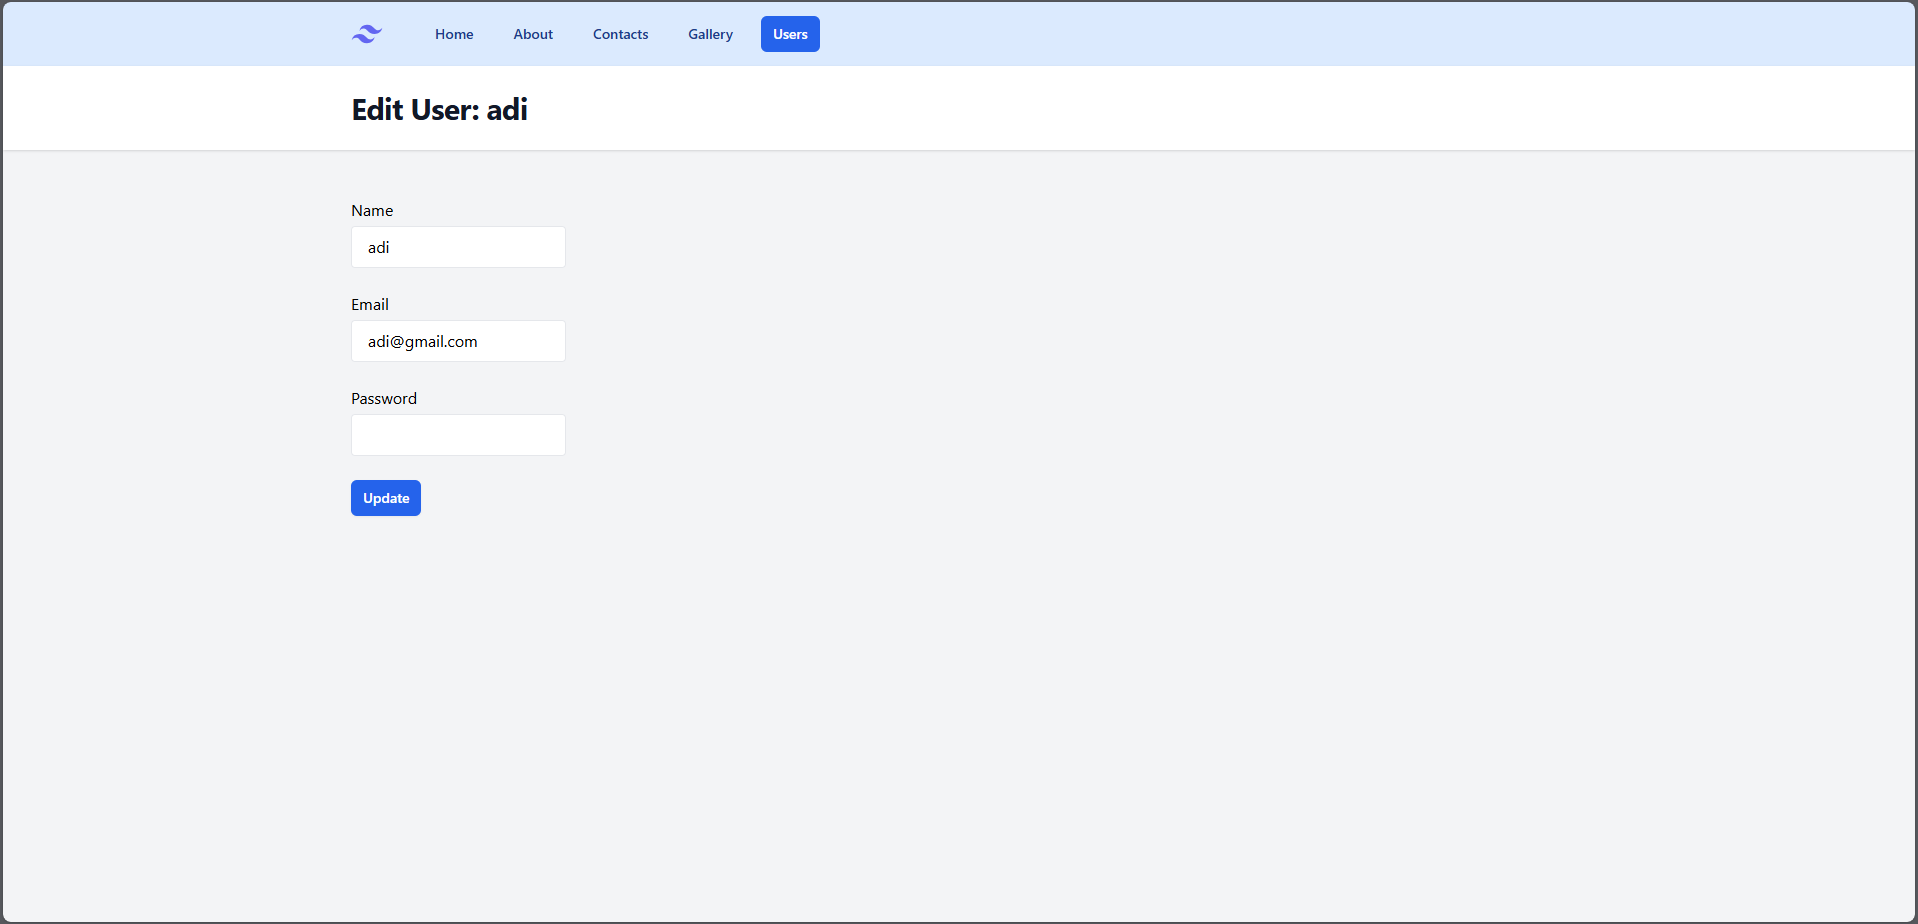 Home About Contacts Gallery Users
Edit User: adi
Name
adi
Email
adi@gmail.com
Password
Update